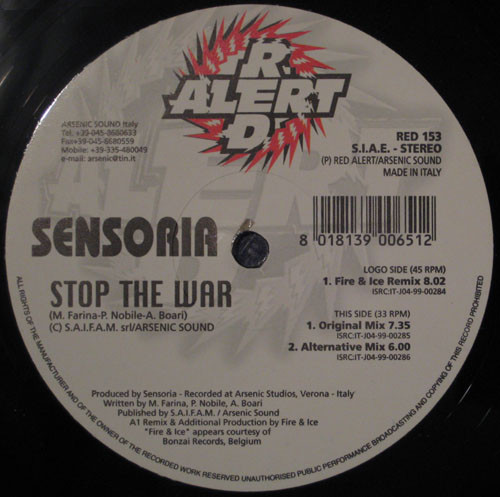 RED
ALERT
ARSENIC SOUND Italy
Tel. +39-045-8680633
Fax+39-045-8680559
Mobile: +39-335-480049
e-mail: arsenic@tin.it
RED 153
S.I.A.E. - STEREO
(P) RED ALERT/ARSENIC SOUND
MADE IN ITALY
SENSORIA
8 018139 006512
STOP THE WAR
(M. Farina-P. Nobile-A. Boari)
(C) S.A.I.F.A.M. srl/ARSENIC SOUND
LOGO SIDE (45 RPM)
1. Fire & Ice Remix 8.02
ISRC:IT-J04-99-00284
THIS SIDE (33 RPM)
1. Original Mix 7.35
ISRC:IT-J04-99-00285
2. Alternative Mix 6.00
ISRC:IT-J04-99-00286
Produced by Sensoria - Recorded at Arsenic Studios, Verona - Italy
Written by M. Farina, P. Nobile, A. Boari
Published by S.A.I.F.A.M. / Arsenic Sound
A1 Remix & Additional Production by Fire & Ice
"Fire & Ice" appears courtesy of
Bonzai Records, Belgium
ALL RIGHTS OF THE MANUFACTURER AND OF THE OWNER OF THE RECORDED WORK RESERVED UNAUTHORISED PUBLIC PERFORMANCE BROADCASTING AND COPYING OF THIS RECORD PROHIBITED